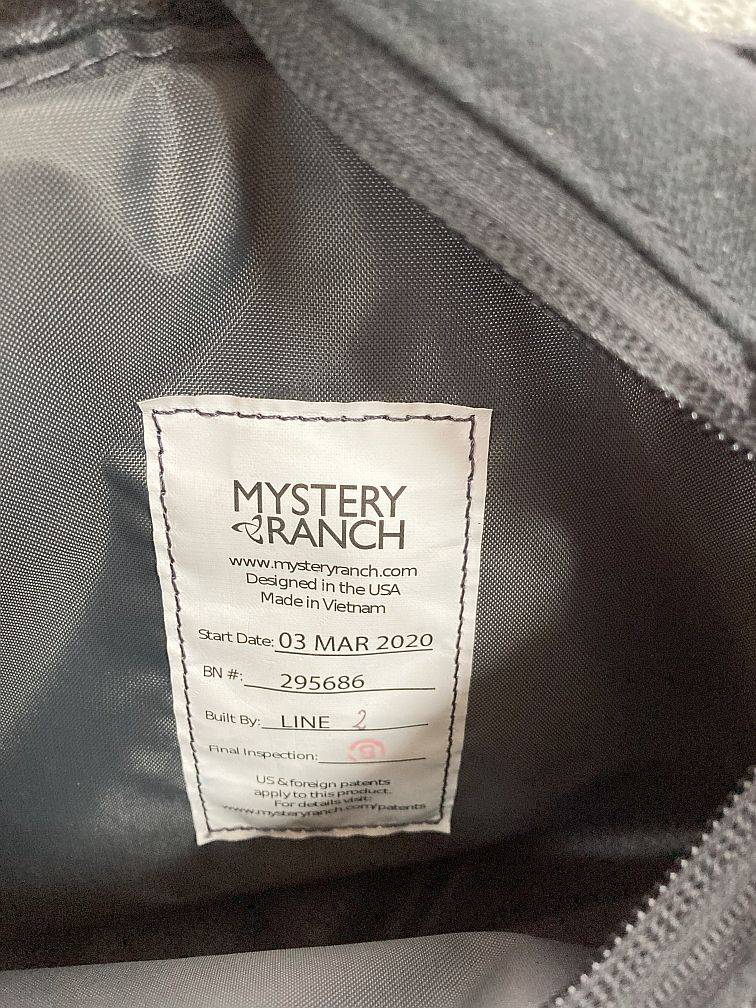 MYSTERY
RANCH
www.mysteryranch.com
Designed in the USA
Made in Vietnam
Start Date: 03 MAR 2020
BN #: 295686
Built By: LINE 2
Final Inspection:
US & foreign patents
apply to this product.
For details visit:
www.mysteryranch.com/patents